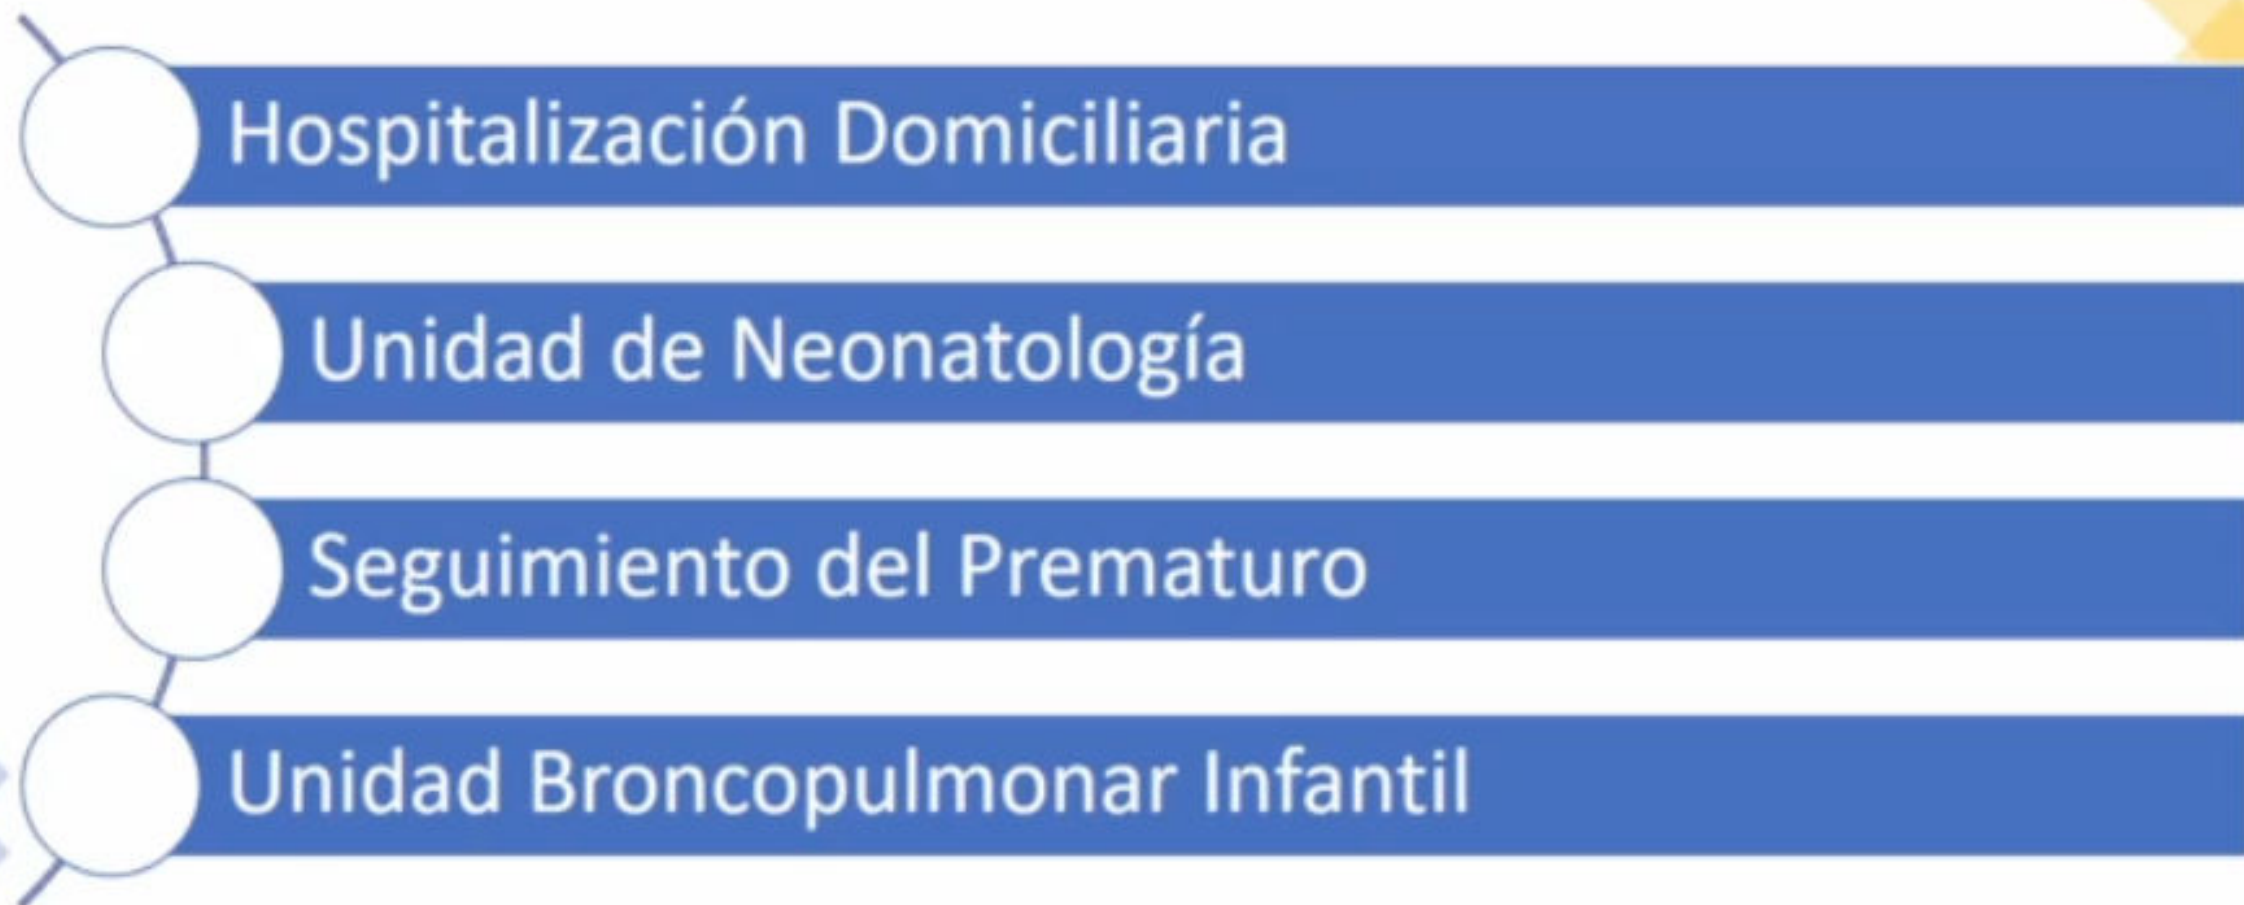 Hospitalización Domiciliaria
Unidad de Neonatología
Seguimiento del Prematuro
Unidad Broncopulmonar Infantil